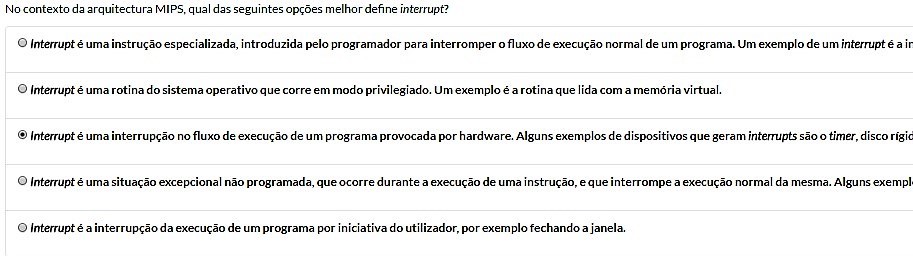 No contexto da arquitectura MIPS, qual das seguintes opções melhor define interrupt?
Interrupt é uma instrução especializada, introduzida pelo programador para interromper o fluxo de execução normal de um programa. Um exemplo de um interrupt é a
Interrupt é uma rotina do sistema operativo que corre em modo privilegiado. Um exemplo é a rotina que lida com a memória virtual.
Interrupt é uma interrupção no fluxo de execução de um programa provocada por hardware. Alguns exemplos de dispositivos que geram interrupts são o timer, disco
Interrupt é uma situação excepcional não programada, que ocorre durante a execução de uma instrução, e que interrompe a execução normal da mesma. Alguns
Interrupt é a interrupção da execução de um programa por iniciativa do utilizador, por exemplo fechando a janela.